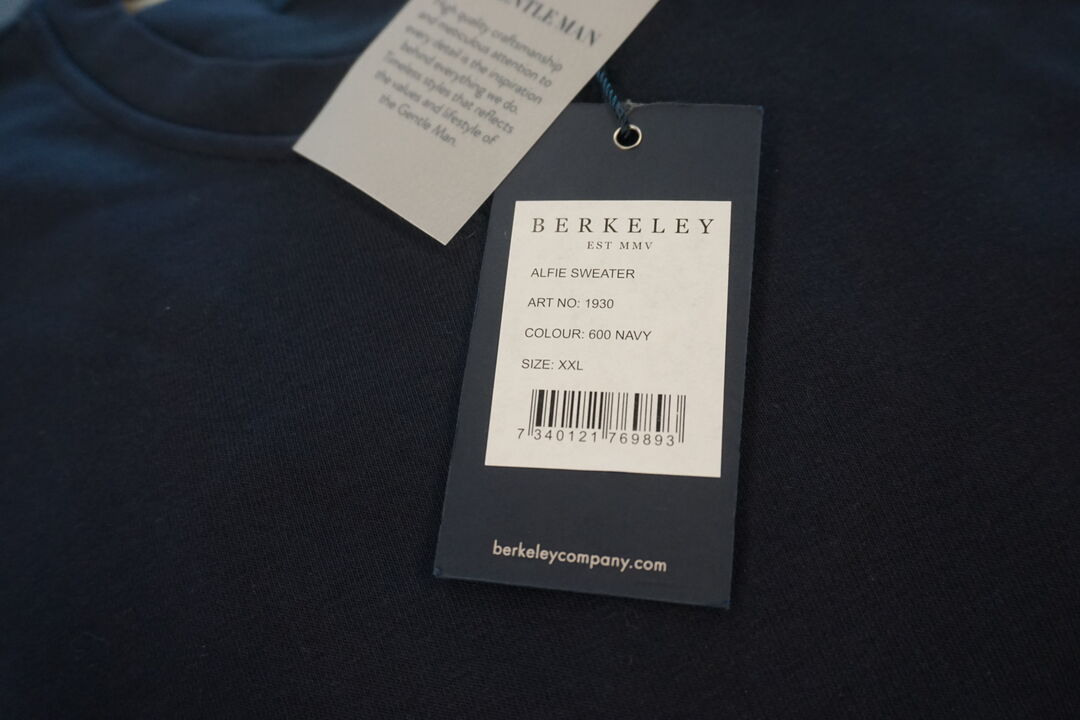 GENTLE MAN
High quality craftsmanship
and meticulous attention to
every detail is the inspiration
behind everything we do.
Timeless styles that reflects
the values and lifestyle of
the Gentle Man.
BERKELEY
EST MMV
ALFIE SWEATER
ART NO: 1930
COLOUR: 600 NAVY
SIZE: XXL
7 340121 769893
berkeleycompany.com